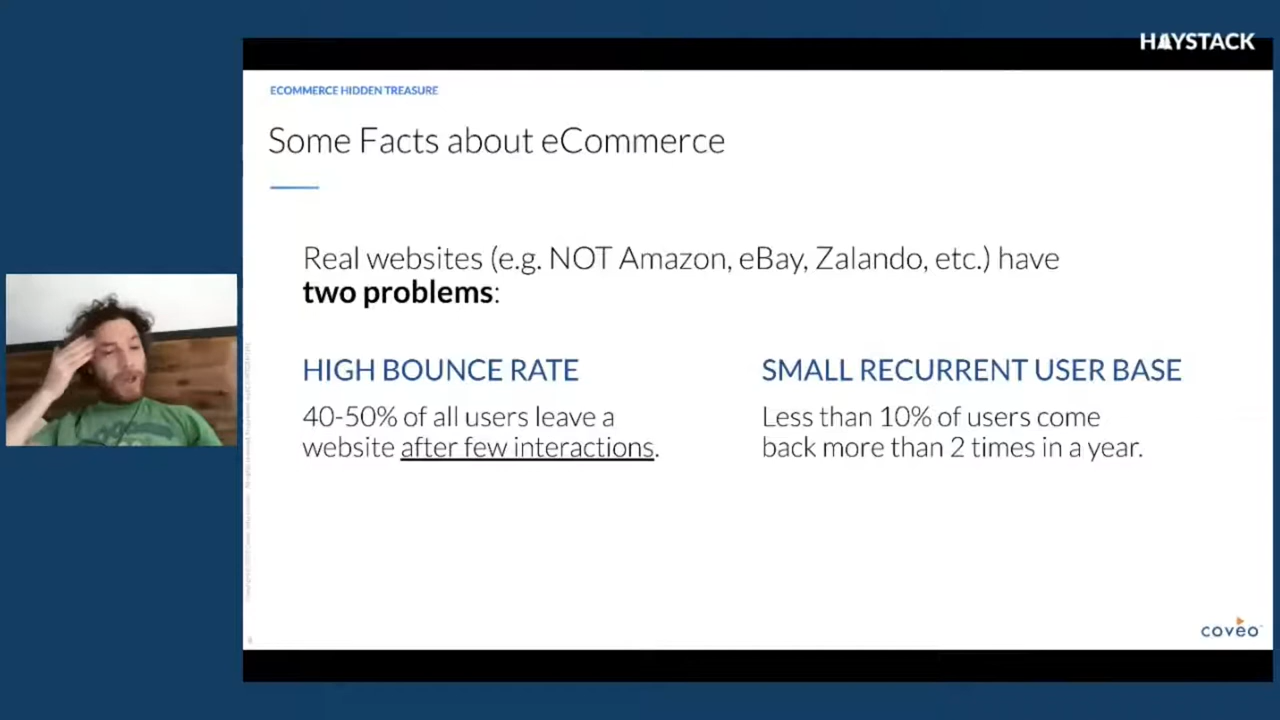 HAYSTACK
ECOMMERCE HIDDEN TREASURE
Some Facts about eCommerce
Real websites (e.g. NOT Amazon, eBay, Zalando, etc.) have
two problems:
HIGH BOUNCE RATE
40-50% of all users leave a
website after few interactions.
SMALL RECURRENT USER BASE
Less than 10% of users come
back more than 2 times in a year.
coveo